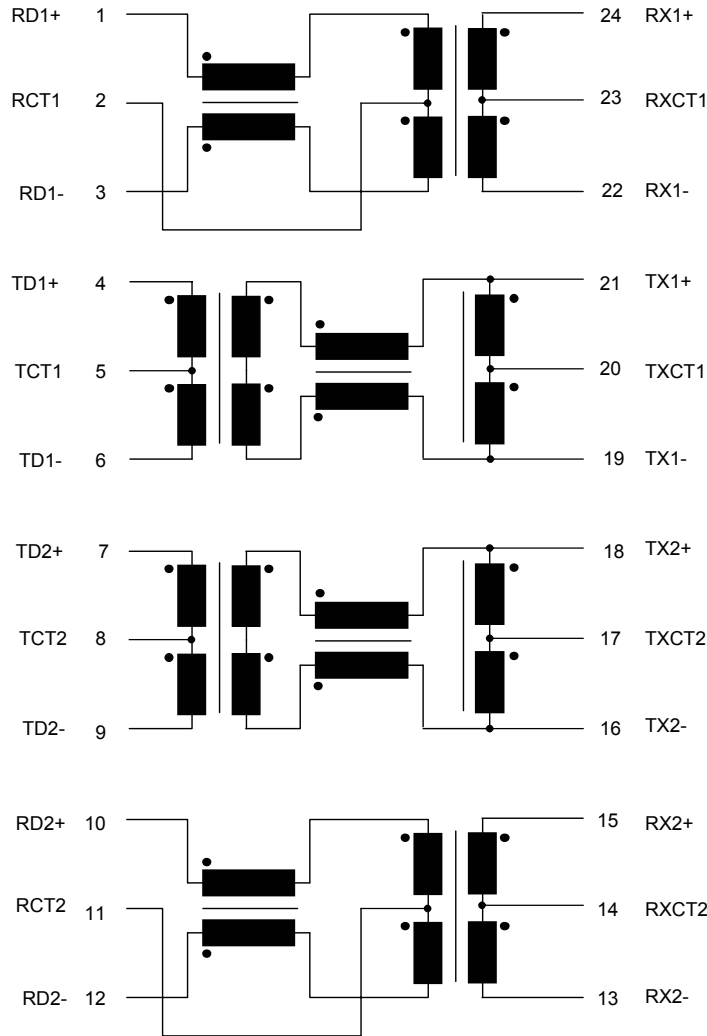 RD1+ 1 24 RX1+
RCT1 2 23 RXCT1
RD1- 3 22 RX1-
TD1+ 4 21 TX1+
TCT1 5 20 TXCT1
TD1- 6 19 TX1-
TD2+ 7 18 TX2+
TCT2 8 17 TXCT2
TD2- 9 16 TX2-
RD2+ 10 15 RX2+
RCT2 11 14 RXCT2
RD2- 12 13 RX2-